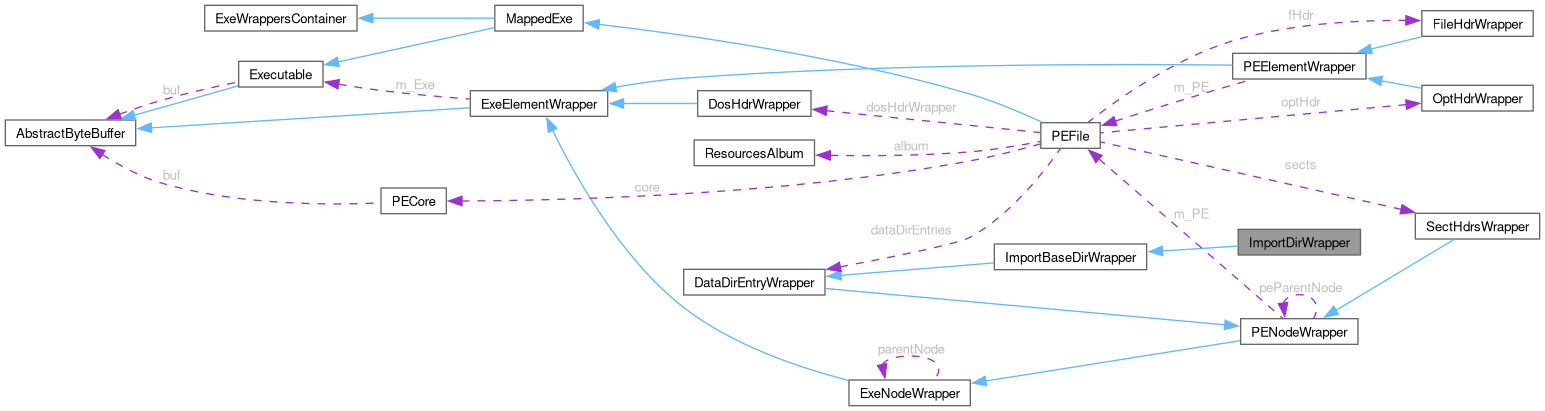 ExeWrappersContainer
MappedExe
fHdr
FileHdrWrapper
Executable
PEElementWrapper
buf
m_Exe
m_PE
OptHdrWrapper
ExeElementWrapper
DosHdrWrapper
dosHdrWrapper
optHdr
AbstractByteBuffer
PEFile
ResourcesAlbum
album
sects
buf
PECore
core
m_PE
SectHdrsWrapper
dataDirEntries
ImportDirWrapper
ImportBaseDirWrapper
DataDirEntryWrapper
peParentNode
PENodeWrapper
parentNode
ExeNodeWrapper